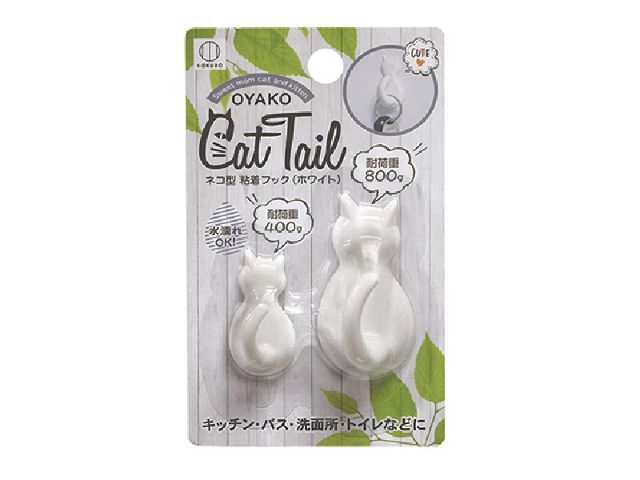 KOKUBO
CUTE
Sweet mom cat and kitten
OYAKO
Cat Tail
ネコ型 粘着フック(ホワイト)
耐荷重
800g
耐荷重
400g
水濡れ
OK!
キッチン・バス・洗面所・トイレなどに